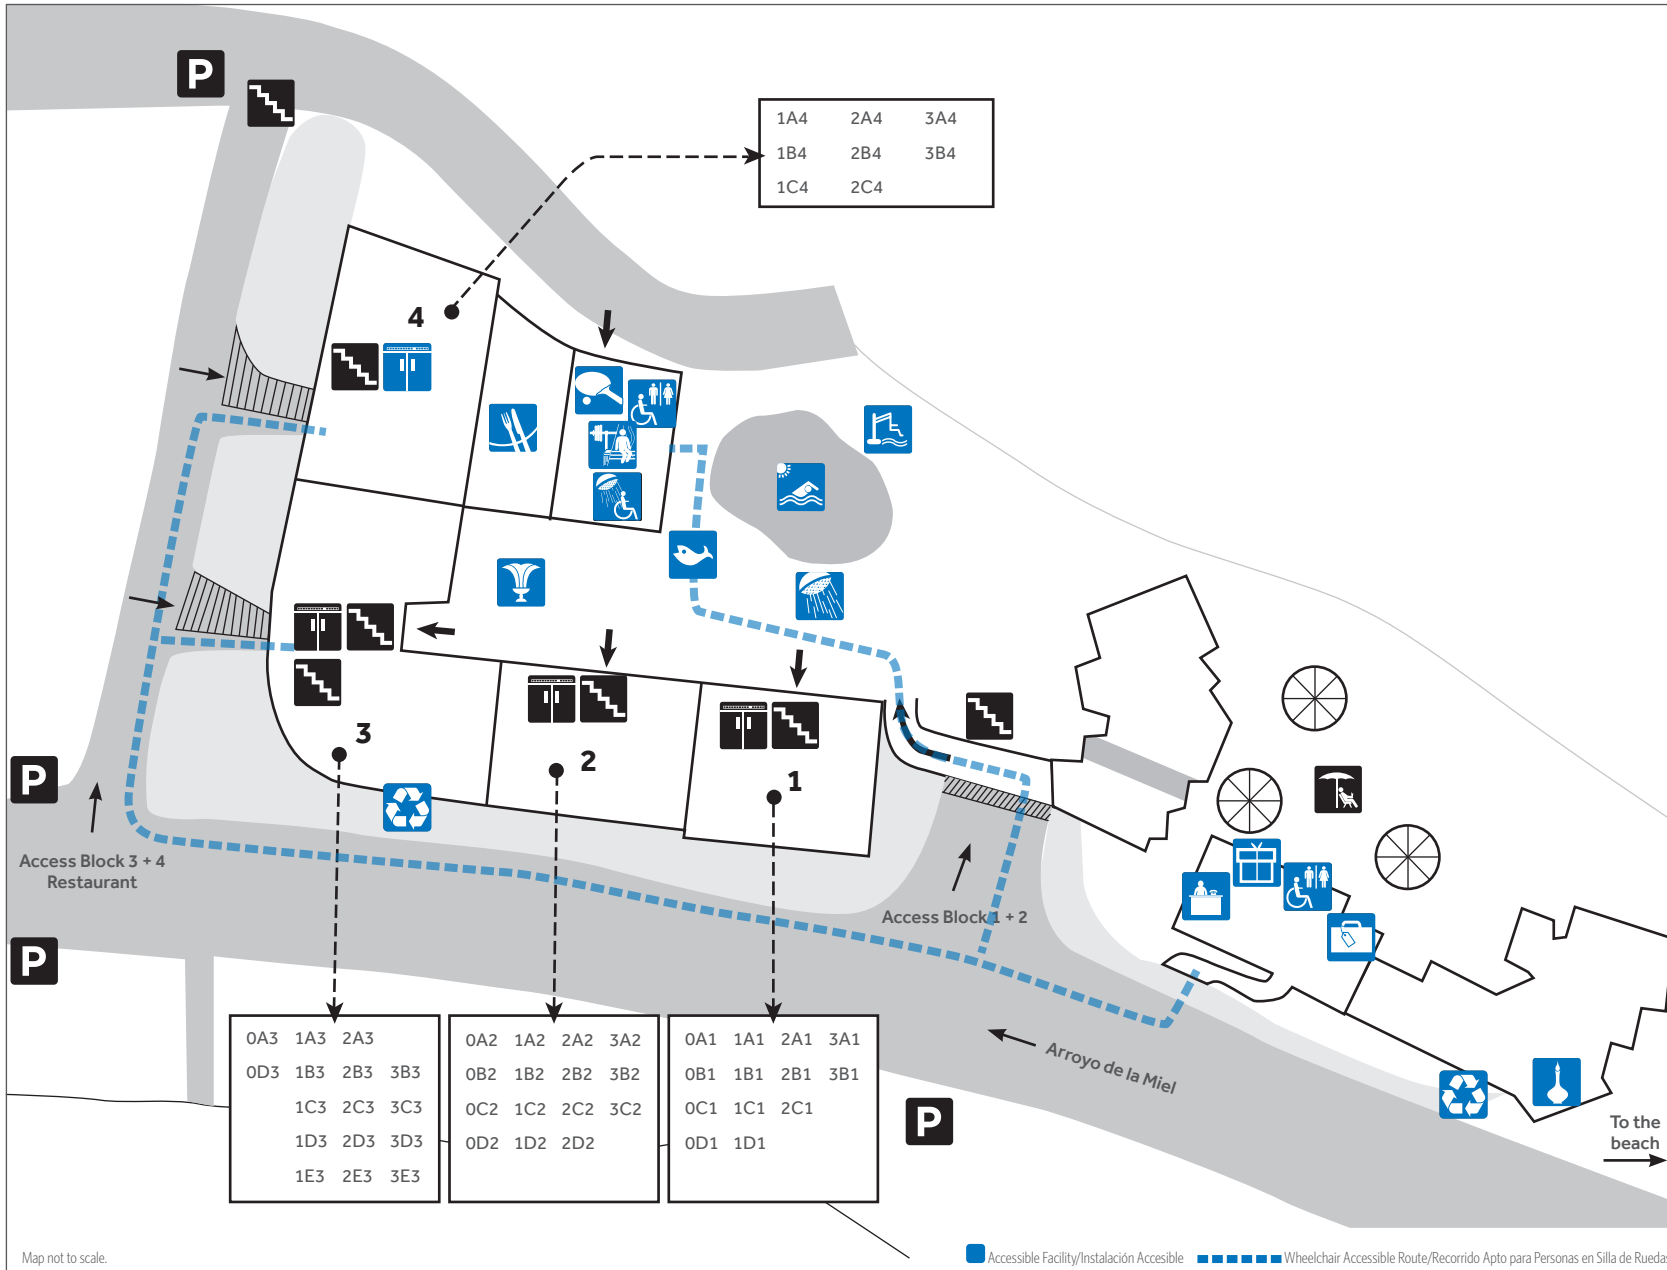 P
1A4 2A4 3A4
1B4 2B4 3B4
1C4 2C4
4
3
2
1
P
Access Block 3 + 4
Restaurant
Access Block 1 + 2
P
0A3 1A3 2A3
0D3 1B3 2B3 3B3
1C3 2C3 3C3
1D3 2D3 3D3
1E3 2E3 3E3
0A2 1A2 2A2 3A2
0B2 1B2 2B2 3B2
0C2 1C2 2C2 3C2
0D2 1D2 2D2
0A1 1A1 2A1 3A1
0B1 1B1 2B1 3B1
0C1 1C1 2C1
0D1 1D1
Arroyo de la Miel
P
To the
beach
Map not to scale.
Accessible Facility/Instalación Accesible
Wheelchair Accessible Route/Recorrido Apto para Personas en Silla de Ruedas